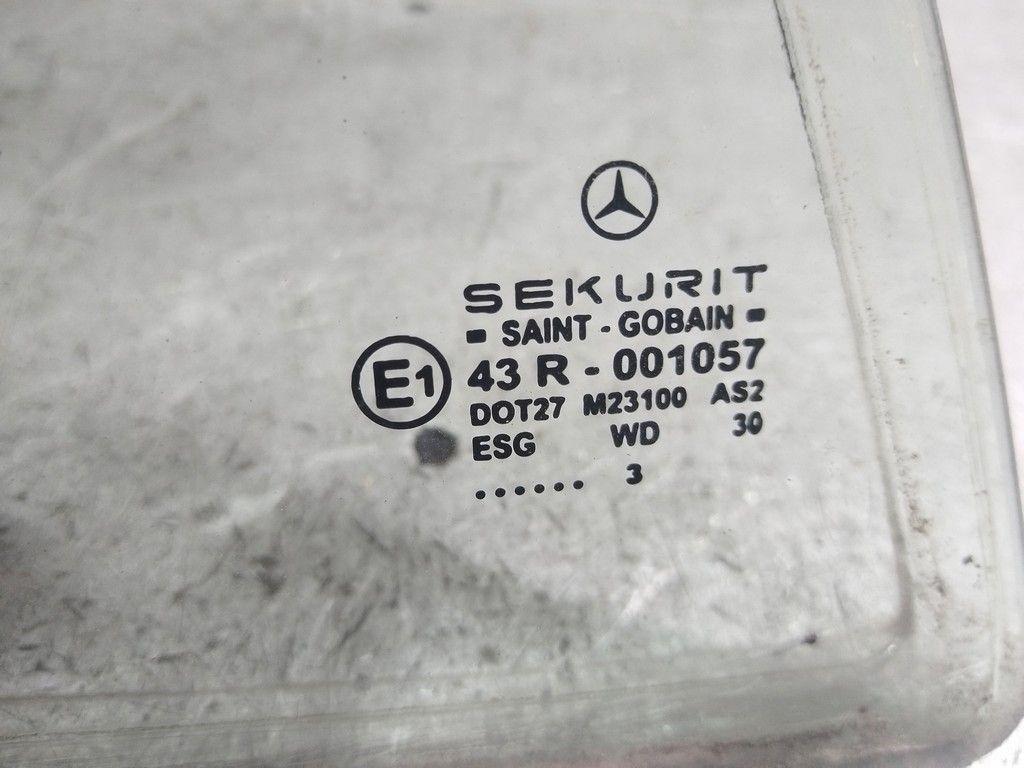 SEKURIT
SAINT - GOBAIN
E1 43 R - 001057
DOT27 M23100 AS2
ESG WD 30
...... 3